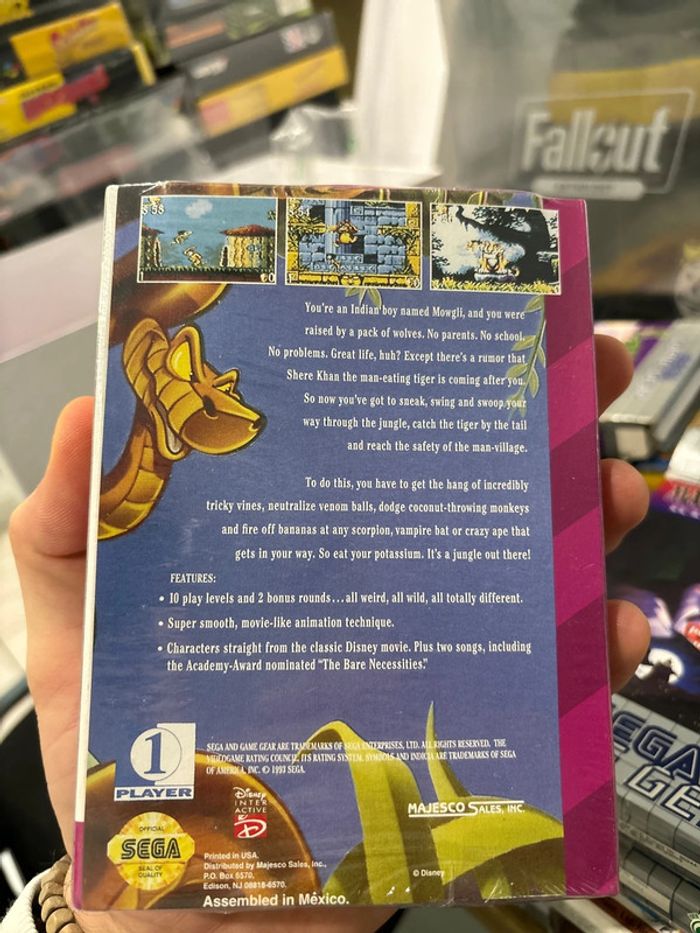 Fallout
You're an Indian boy named Mowgli, and you were
raised by a pack of wolves. No parents. No school.
No problems. Great life, huh? Except there's a rumor that
Shere Khan the man-eating tiger is coming after you.
So now you've got to sneak, swing and swoop your
way through the jungle, catch the tiger by the tail
and reach the safety of the man-village.
To do this, you have to get the hang of incredibly
tricky vines, neutralize venom balls, dodge coconut-throwing monkeys
and fire off bananas at any scorpion, vampire bat or crazy ape that
gets in your way. So eat your potassium. It's a jungle out there!
FEATURES:
• 10 play levels and 2 bonus rounds...all weird, all wild, all totally different.
• Super smooth, movie-like animation technique.
• Characters straight from the classic Disney movie. Plus two songs, including
the Academy-Award nominated "The Bare Necessities."
1
PLAYER
SEGA AND GAME GEAR ARE TRADEMARKS OF SEGA ENTERPRISES, LTD. ALL RIGHTS RESERVED. THE
VIDEOGAME RATING COUNCIL, ITS RATING SYSTEM, SYMBOLS AND INDICIA ARE TRADEMARKS OF SEGA
OF AMERICA, INC. © 1993 SEGA.
DISNEY
INTER
ACTIVE
D
MAJESCO SALES, INC.
OFFICIAL
SEGA
SEAL OF
QUALITY
Printed in USA.
Distributed by Majesco Sales, Inc.,
P.O. Box 6570,
Edison, NJ 08818-6570.
Assembled in México.
© Disney